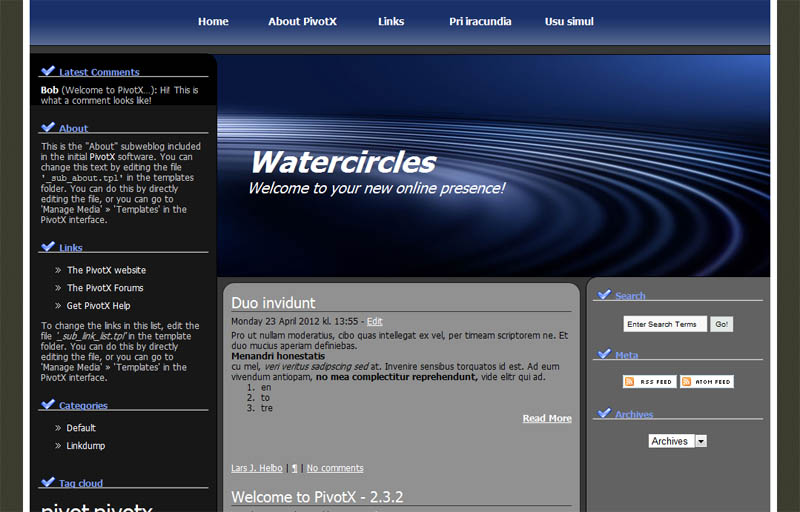 Home About PivotX Links Pri iracundia Usu simul
Latest Comments
Bob (Welcome to PivotX...): Hi! This is
what a comment looks like!
About
This is the "About" subweblog included
in the initial PivotX software. You can
change this text by editing the file
'_sub_about.tpl' in the templates
folder. You can do this by directly
editing the file, or you can go to
'Manage Media' » 'Templates' in the
PivotX interface.
Links
» The PivotX website
» The PivotX Forums
» Get PivotX Help
To change the links in this list, edit the
file '_sub_link_list.tpl' in the template
folder. You can do this by directly
editing the file, or you can go to
'Manage Media' » 'Templates' in the
PivotX interface.
Categories
» Default
» Linkdump
Tag cloud
pivot pivotx
Watercircles
Welcome to your new online presence!
Duo invidunt
Monday 23 April 2012 kl. 13:55 - Edit
Pro ut nullam moderatius, cibo quas intellegat ex vel, per timeam scriptorem ne. Et
duo mucius aperiam definiebas.
Menandri honestatis
cu mel, veri veritus sadipscing sed at. Invenire sensibus torquatos id est. Ad eum
vivendum antiopam, no mea complectitur reprehendunt, vide elitr qui ad.
1. en
2. to
3. tre
Read More
Lars J. Helbo | ¶ | No comments
Welcome to PivotX - 2.3.2
Search
Enter Search Terms Go!
Meta
RSS FEED ATOM FEED
Archives
Archives